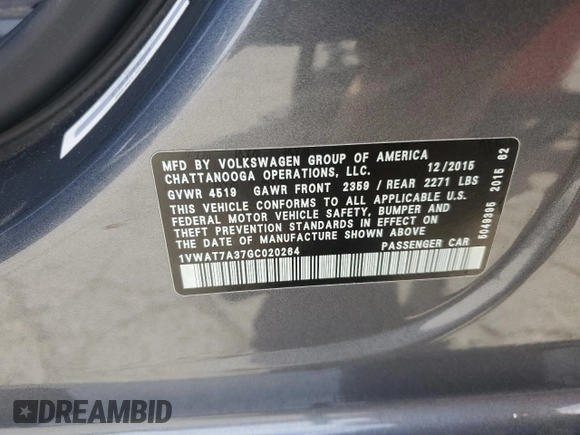 MFD BY VOLKSWAGEN GROUP OF AMERICA 12/2015
CHATTANOOGA OPERATIONS, LLC.
GVWR 4519 GAWR FRONT 2359 / REAR 2271 LBS
THIS VEHICLE CONFORMS TO ALL APPLICABLE U.S.
FEDERAL MOTOR VEHICLE SAFETY, BUMPER AND
THEFT PREVENTION STANDARDS IN EFFECT ON
THE DATE OF MANUFACTURE SHOWN ABOVE
1VWAT7A37GC020264 PASSENGER CAR
5049395 2015 62
DREAMBID